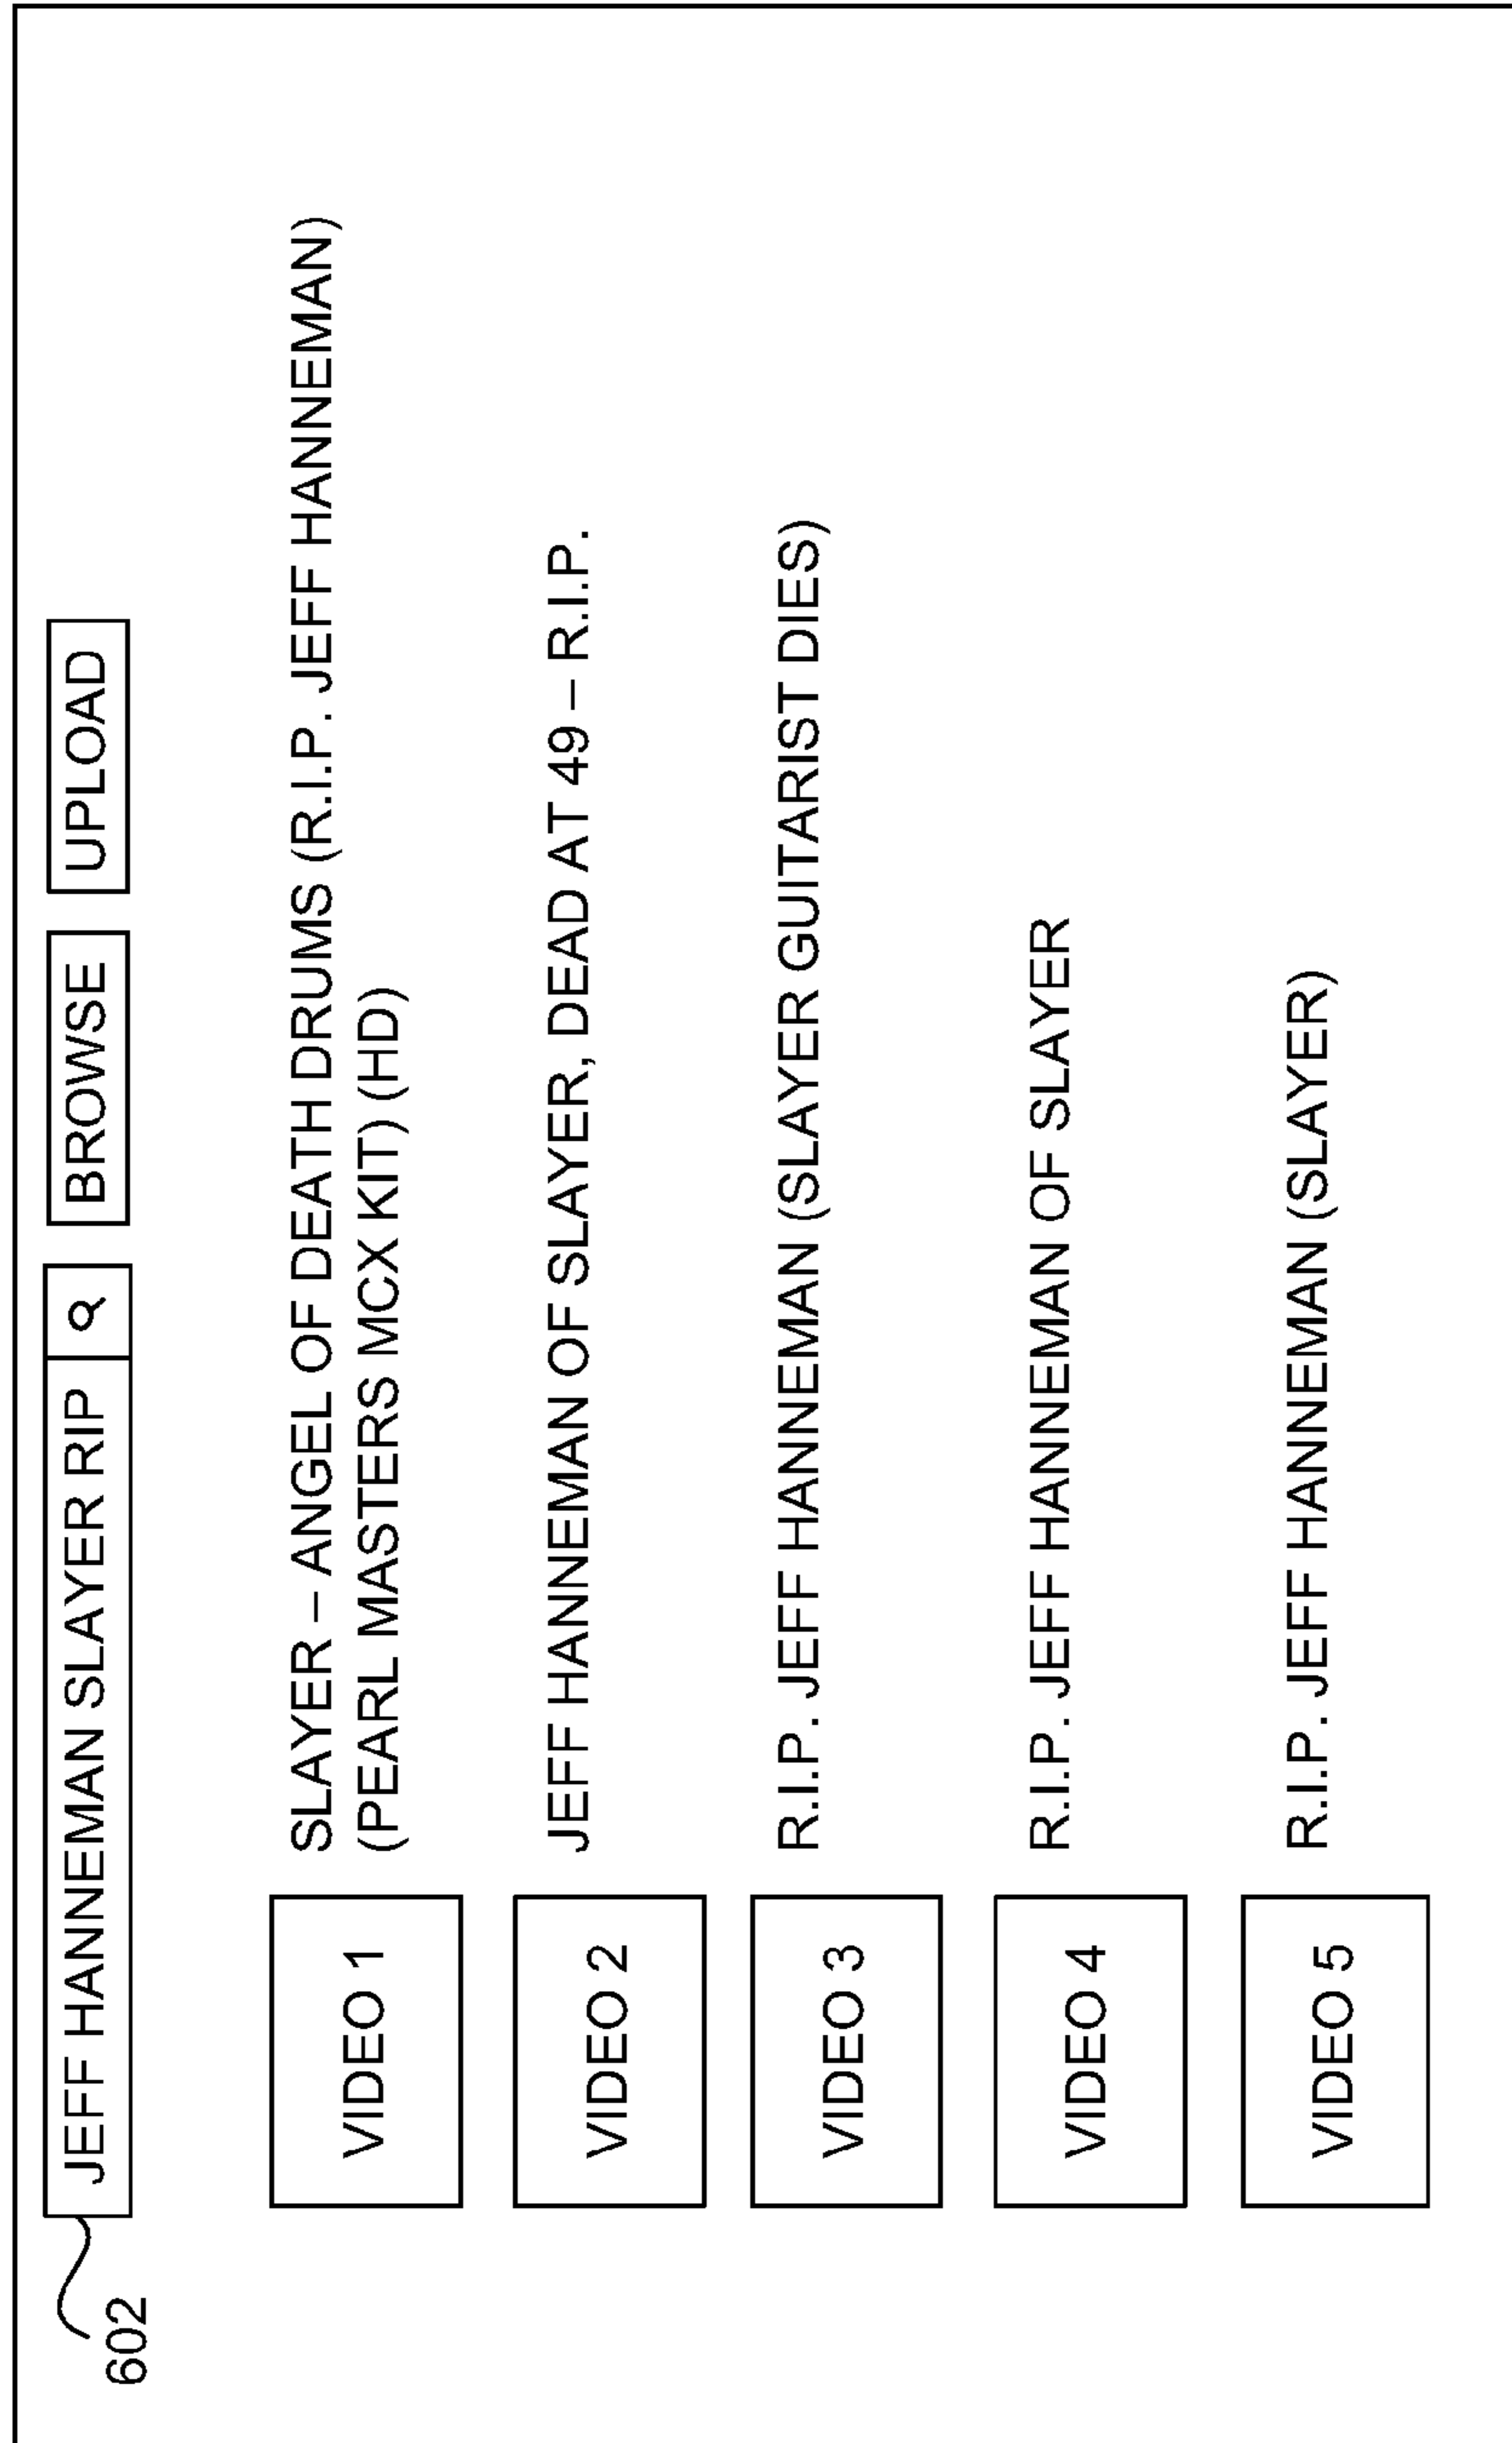 602
JEFF HANNEMAN SLAYER RIP
BROWSE
UPLOAD
VIDEO 1
SLAYER – ANGEL OF DEATH DRUMS (R.I.P. JEFF HANNEMAN)
(PEARL MASTERS MCX KIT) (HD)
VIDEO 2
JEFF HANNEMAN OF SLAYER, DEAD AT 49 – R.I.P.
VIDEO 3
R.I.P. JEFF HANNEMAN (SLAYER GUITARIST DIES)
VIDEO 4
R.I.P. JEFF HANNEMAN OF SLAYER
VIDEO 5
R.I.P. JEFF HANNEMAN (SLAYER)